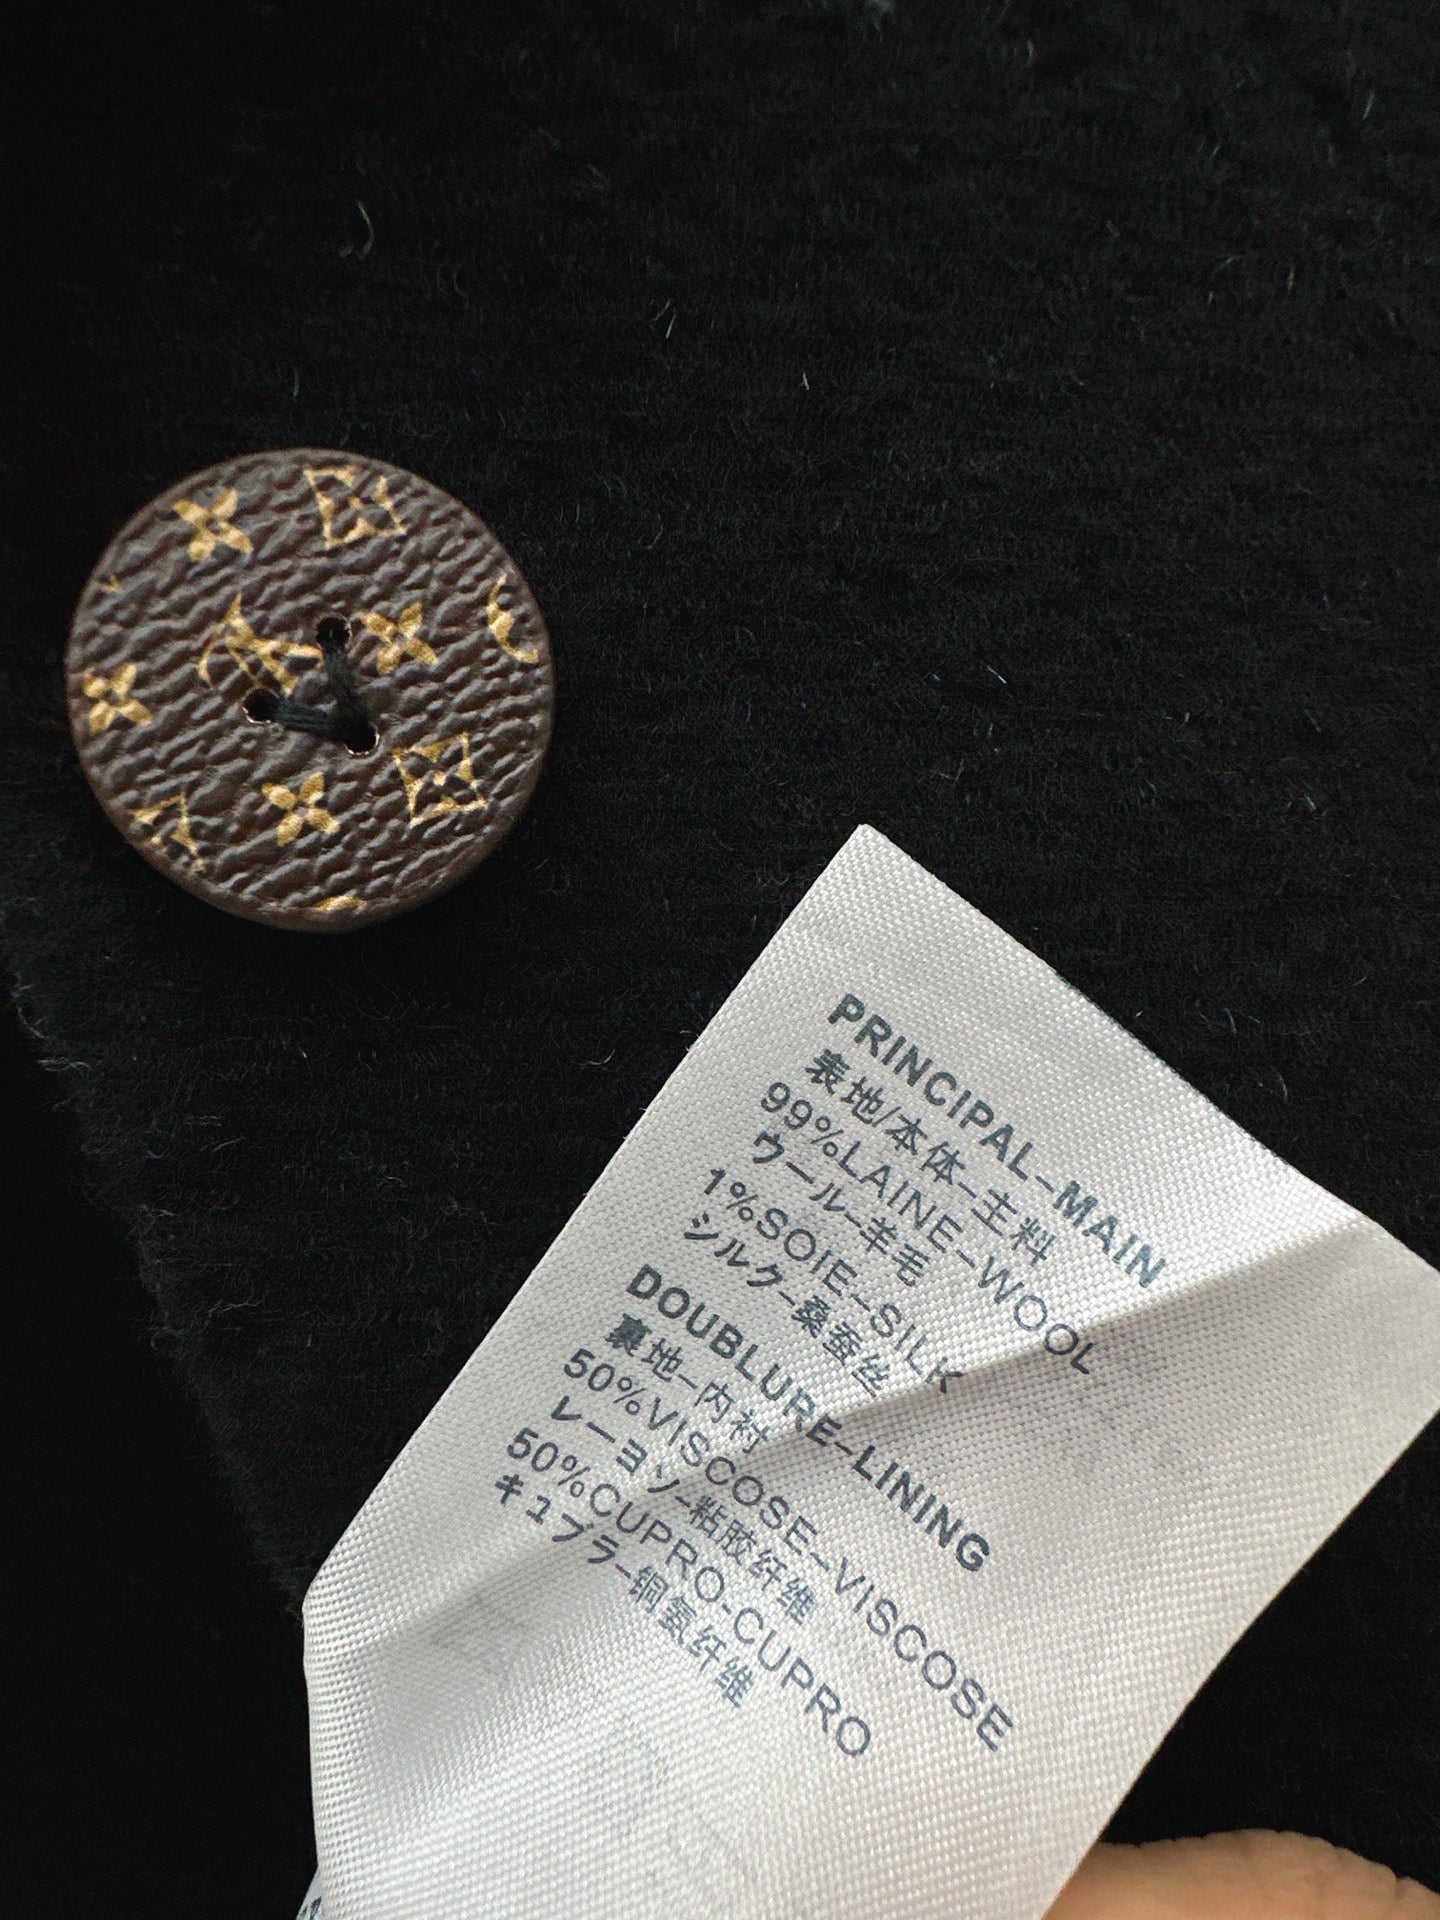 PRINCIPAL-MAIN
表地/本体-主料
99%LAINE-WOOL
ウール-羊毛
1%SOIE-SILK
シルク-桑蚕丝
DOUBLURE-LINING
裏地-内衬
50%VISCOSE-VISCOSE
レーヨン-粘胶纤维
50%CUPRO-CUPRO
キュプラ-铜氨纤维